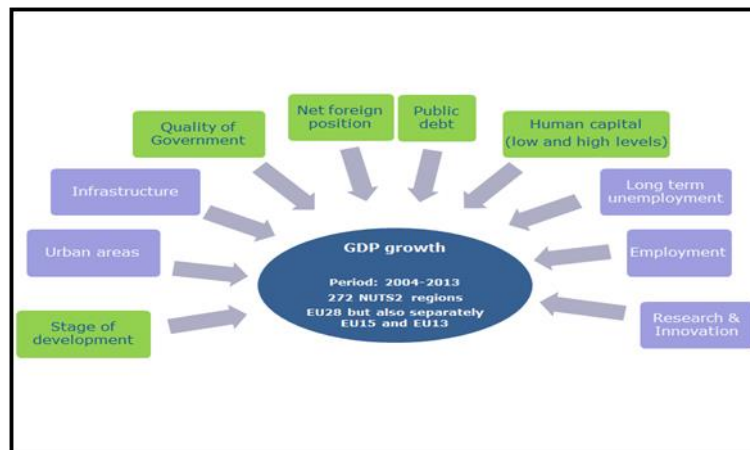 Net foreign
position
Public
debt
Quality of
Government
Human capital
(low and high levels)
Infrastructure
Long term
unemployment
Urban areas
Employment
Stage of
development
Research &
Innovation
GDP growth
Period: 2004-2013
272 NUTS2 regions
EU28 but also separately
EU15 and EU13